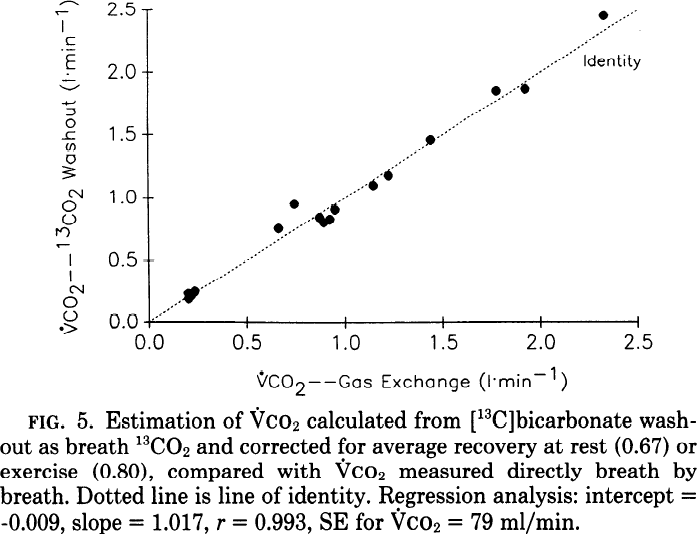 2.5
2.0
1.5
1.0
0.5
0.0
V̇CO₂---¹³CO₂ Washout (l·min⁻¹)
Identity
0.0 0.5 1.0 1.5 2.0 2.5
V̇CO₂--Gas Exchange (l·min⁻¹)
FIG. 5. Estimation of V̇CO₂ calculated from [¹³C]bicarbonate wash-
out as breath ¹³CO₂ and corrected for average recovery at rest (0.67) or
exercise (0.80), compared with V̇CO₂ measured directly breath by
breath. Dotted line is line of identity. Regression analysis: intercept =
-0.009, slope = 1.017, r = 0.993, SE for V̇CO₂ = 79 ml/min.